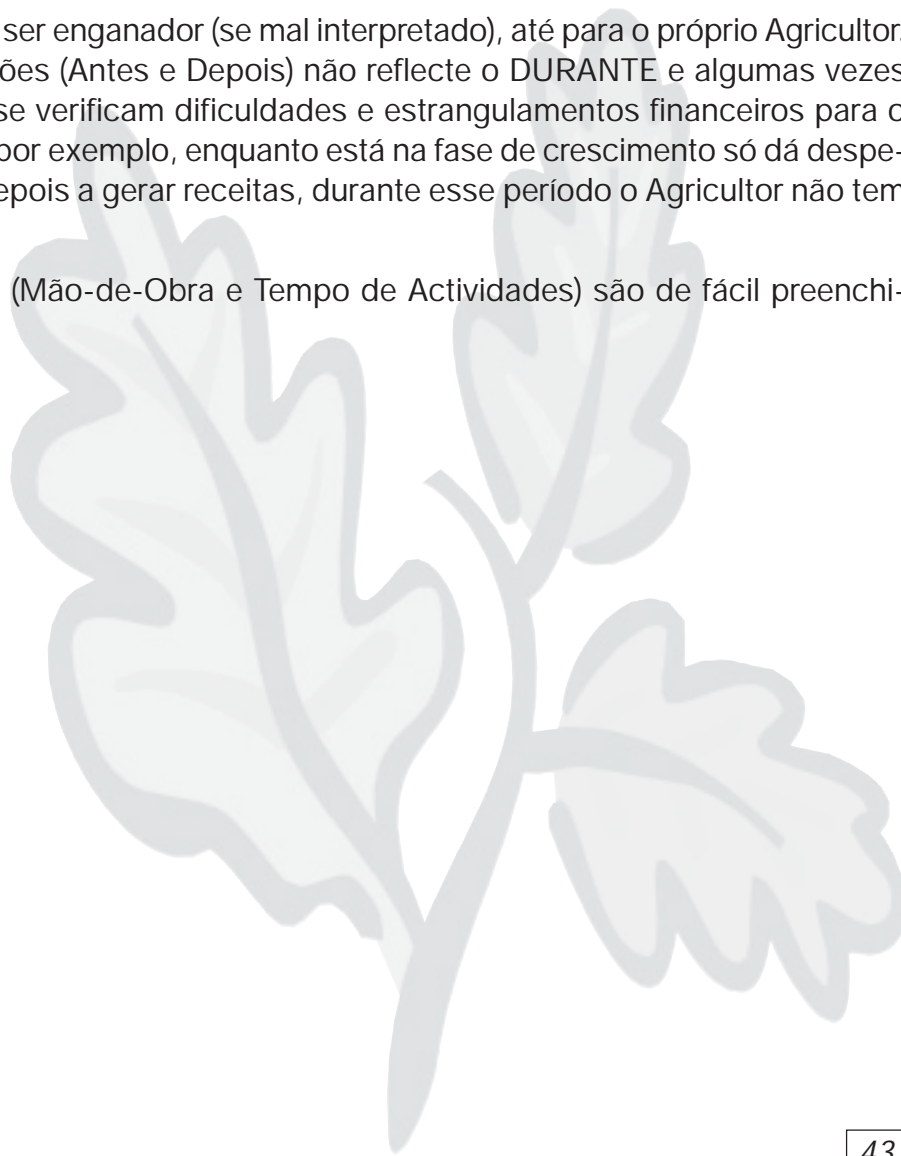 ser enganador (se mal interpretado), até para o próprio Agricultor.
ões (Antes e Depois) não reflecte o DURANTE e algumas vezes
se verificam dificuldades e estrangulamentos financeiros para o
por exemplo, enquanto está na fase de crescimento só dá despe-
epois a gerar receitas, durante esse período o Agricultor não tem
(Mão-de-Obra e Tempo de Actividades) são de fácil preenchi-
43